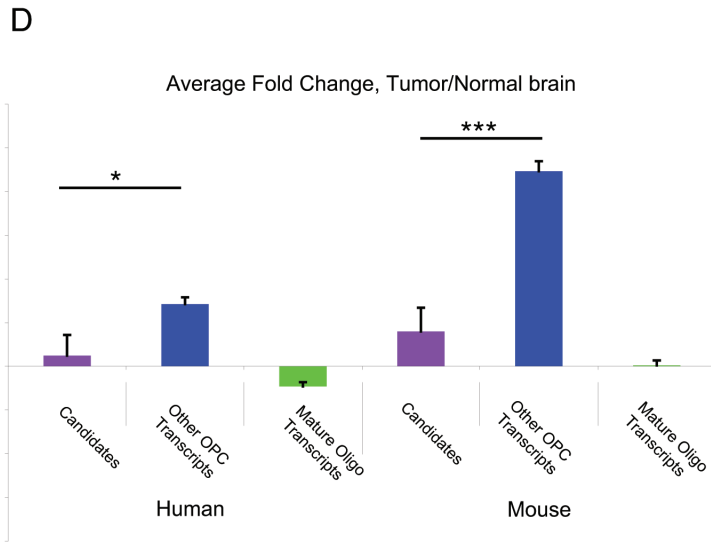 D
Average Fold Change, Tumor/Normal brain
*
***
Candidates
Other OPC
Transcripts
Mature Oligo
Transcripts
Candidates
Other OPC
Transcripts
Mature Oligo
Transcripts
Human
Mouse